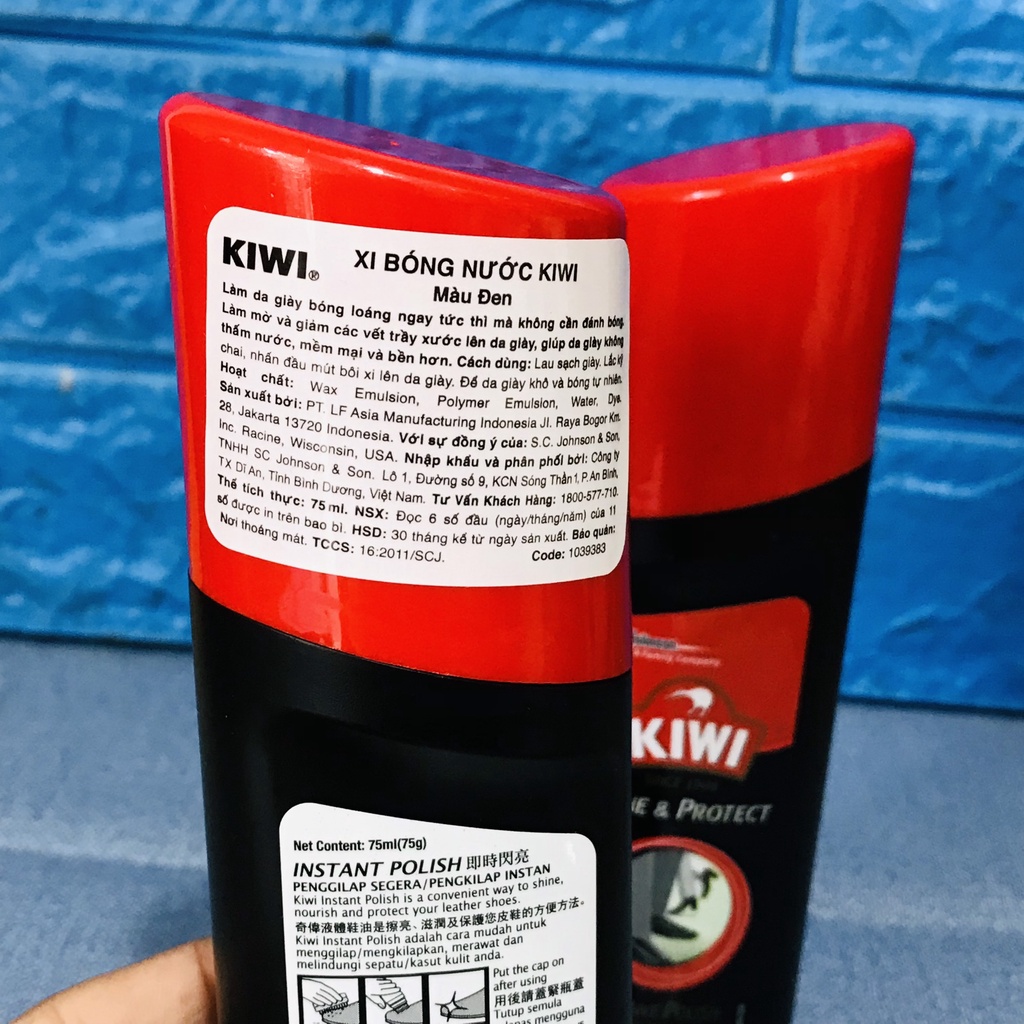 KIWI®
XI BÓNG NƯỚC KIWI
Màu Đen
Làm da giày bóng loáng ngay tức thì mà không cần đánh bóng.
Làm mờ và giảm các vết trầy xước lên da giày, giúp da giày không
thấm nước, mềm mại và bền hơn. Cách dùng: Lau sạch giày. Lắc kỹ
chai, nhấn đầu mút bôi xi lên da giày. Để da giày khô và bóng tự nhiên.
Hoạt chất: Wax Emulsion, Polymer Emulsion, Water, Dye.
Sản xuất bởi: PT. LF Asia Manufacturing Indonesia Jl. Raya Bogor Km.
28, Jakarta 13720 Indonesia. Với sự đồng ý của: S.C. Johnson & Son,
Inc. Racine, Wisconsin, USA. Nhập khẩu và phân phối bởi: Công ty
TNHH SC Johnson & Son. Lô 1, Đường số 9, KCN Sóng Thần 1, P. An Bình,
TX Dĩ An, Tỉnh Bình Dương, Việt Nam. Tư Vấn Khách Hàng: 1800-577-710.
Thể tích thực: 75 ml. NSX: Đọc 6 số đầu (ngày/tháng/năm) của 11
số được in trên bao bì. HSD: 30 tháng kể từ ngày sản xuất. Bảo quản:
Nơi thoáng mát. TCCS: 16:2011/SCJ. Code: 1039383
Net Content: 75ml(75g)
INSTANT POLISH 即時閃亮
PENGGILAP SEGERA/PENGKILAP INSTAN
Kiwi Instant Polish is a convenient way to shine,
nourish and protect your leather shoes.
奇偉液體鞋油是擦亮、滋潤及保護您皮鞋的方便方法。
Kiwi Instant Polish adalah cara mudah untuk
menggilap/mengkilapkan, merawat dan
melindungi sepatu/kasut kulit anda.
Put the cap on
after using
用後請蓋緊瓶蓋
Tutup semula
mengguna
Family Company
KIWI
& PROTECT